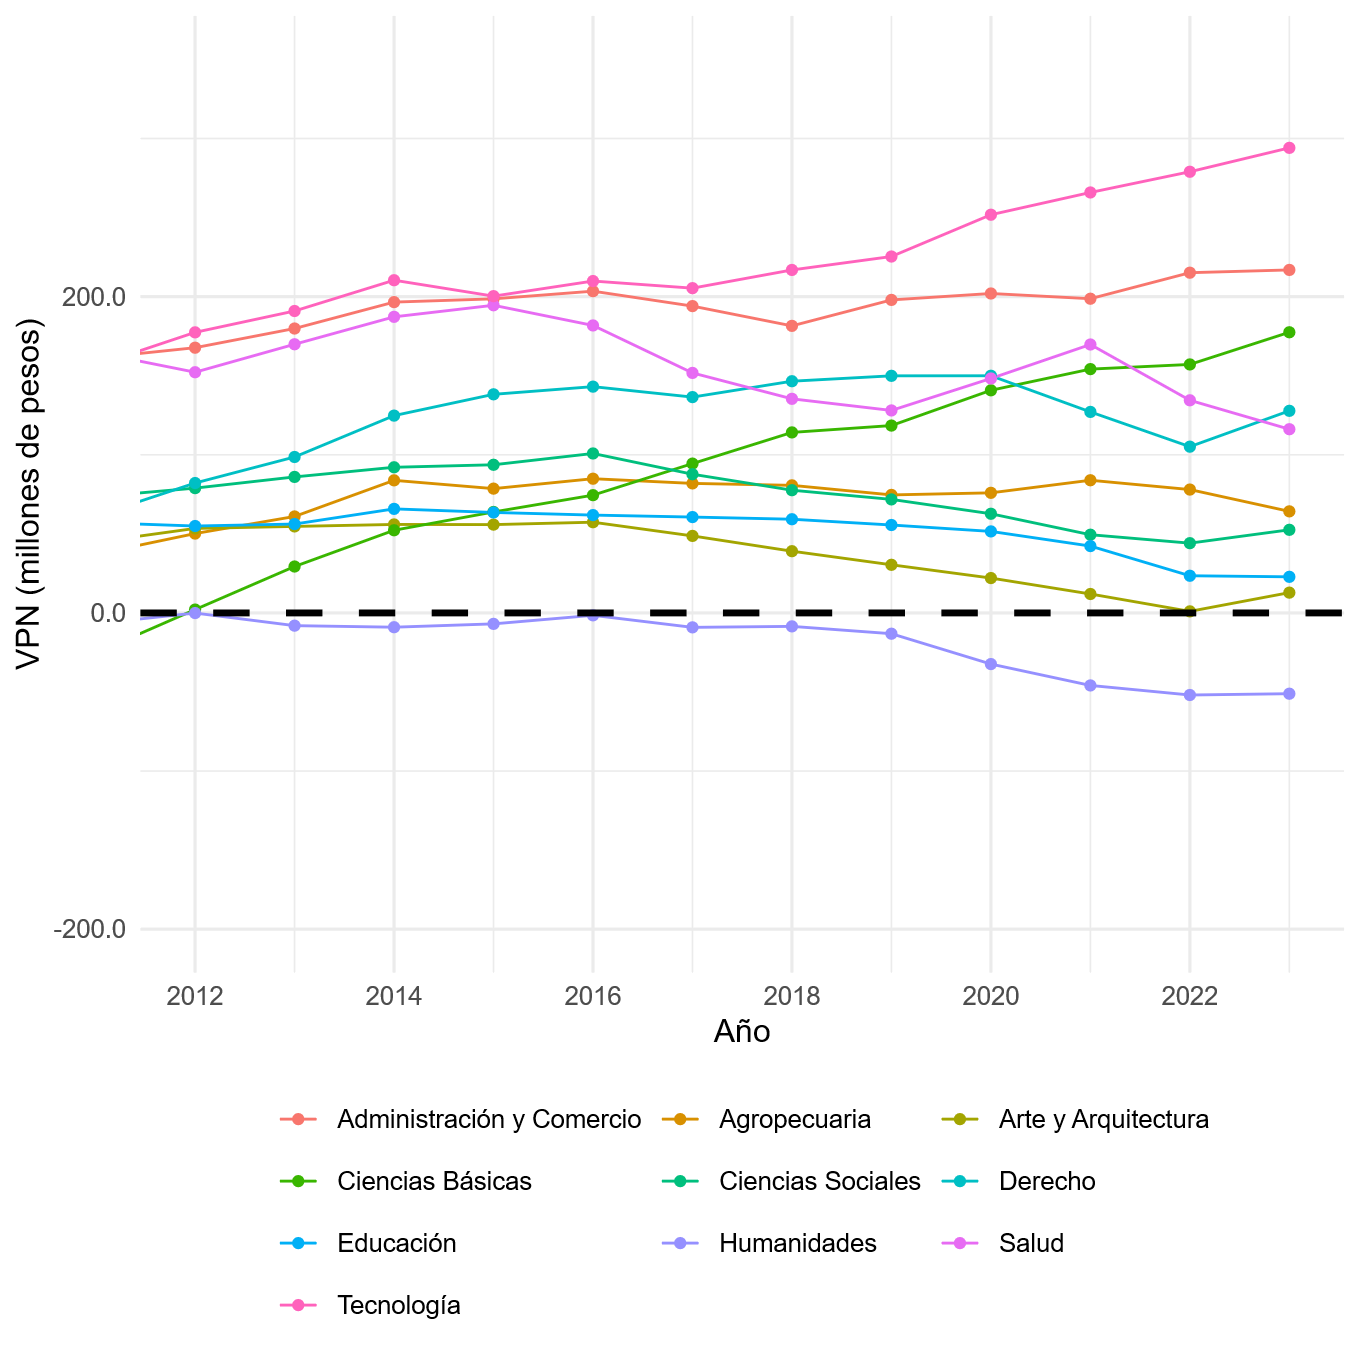 VPN (millones de pesos)
200.0
0.0
-200.0
2012 2014 2016 2018 2020 2022
Año
Administración y Comercio Agropecuaria Arte y Arquitectura
Ciencias Básicas Ciencias Sociales Derecho
Educación Humanidades Salud
Tecnología